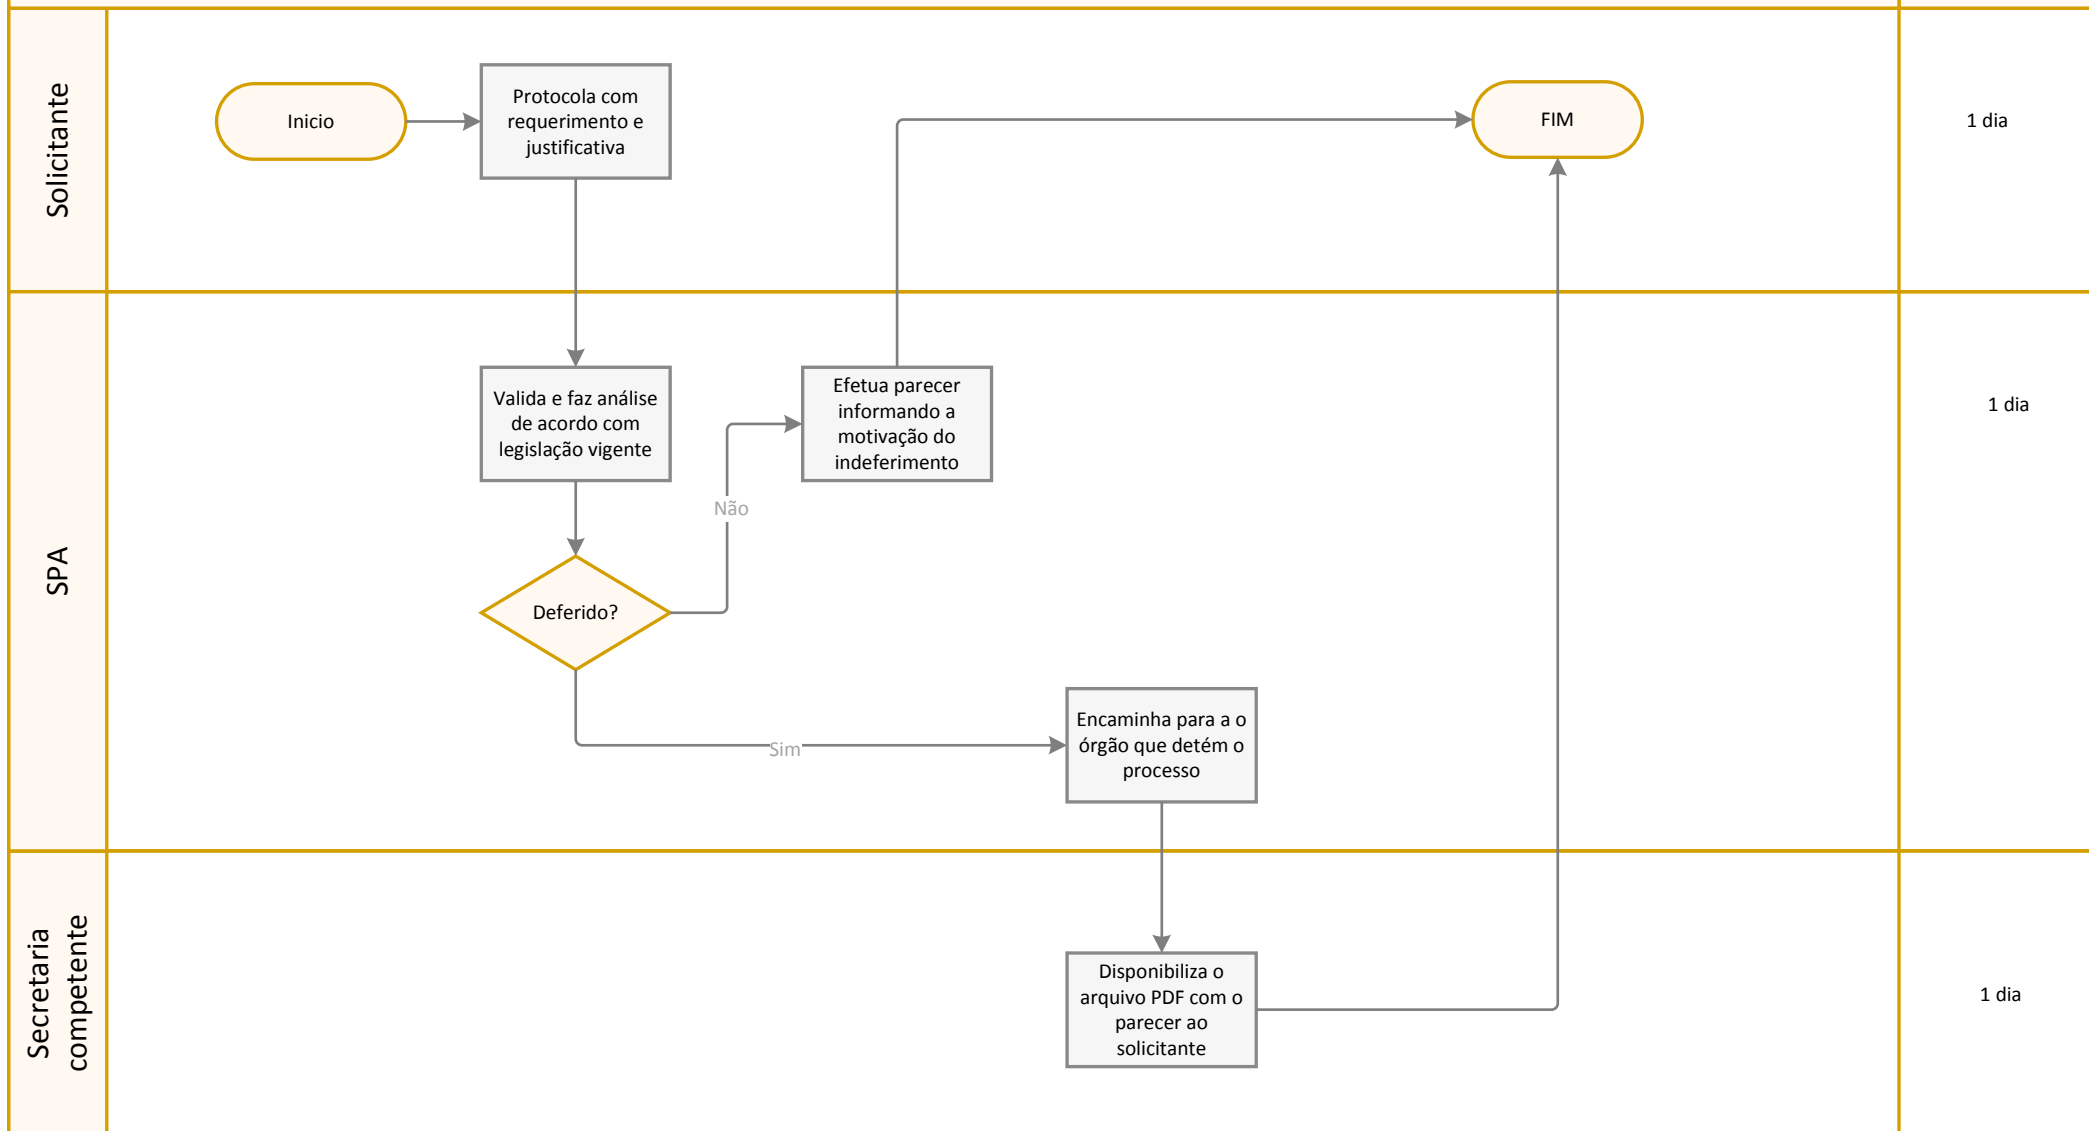 Solicitante
Inicio
Protocola com
requerimento e
justificativa
FIM
1 dia
SPA
Valida e faz análise
de acordo com
legislação vigente
Efetua parecer
informando a
motivação do
indeferimento
1 dia
Não
Deferido?
Sim
Encaminha para a o
órgão que detém o
processo
Secretaria
competente
Disponibiliza o
arquivo PDF com o
parecer ao
solicitante
1 dia